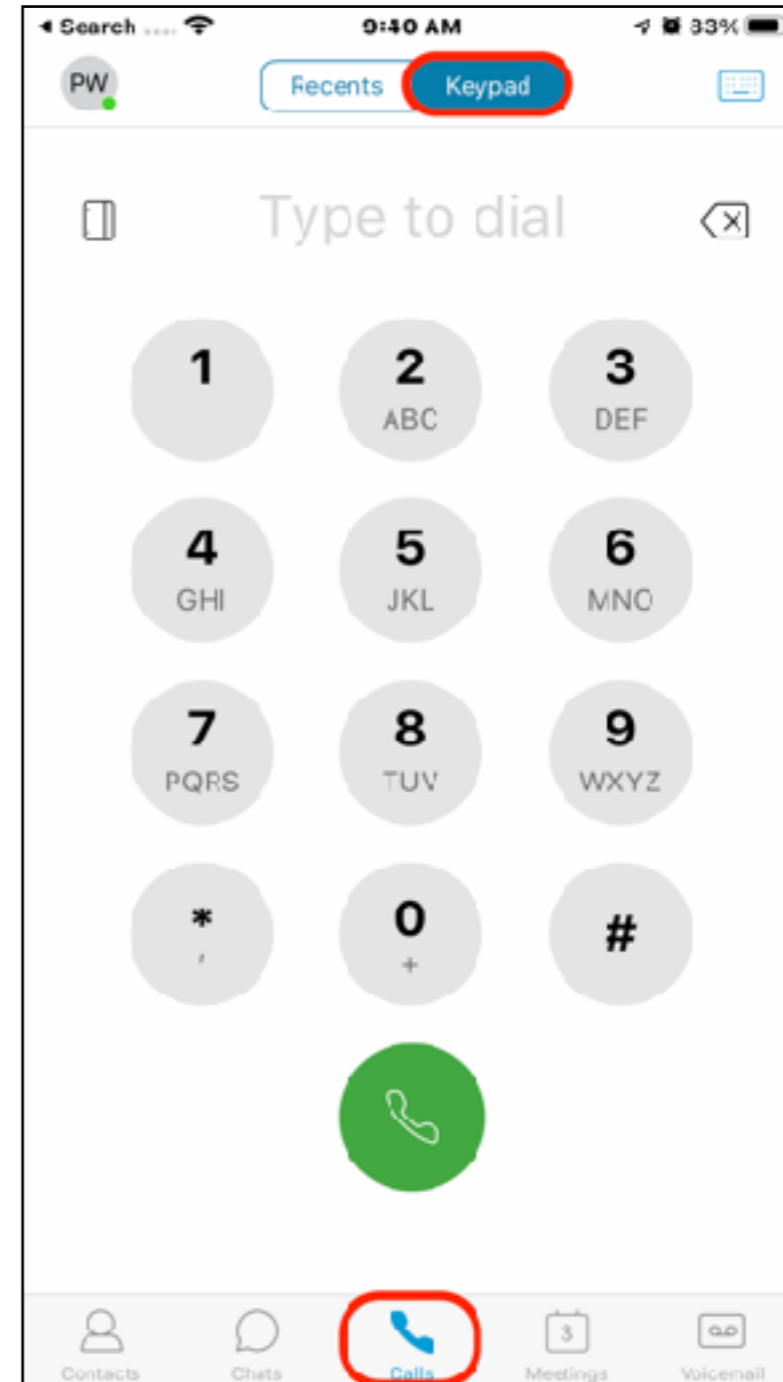 ◀ Search .... 9:40 AM 83%
PW Recents Keypad
Type to dial
1 2 3
ABC DEF
4 5 6
GHI JKL MNO
7 8 9
PQRS TUV WXYZ
* 0 #
, +
3
Contacts Chats Calls Meetings Voicemail